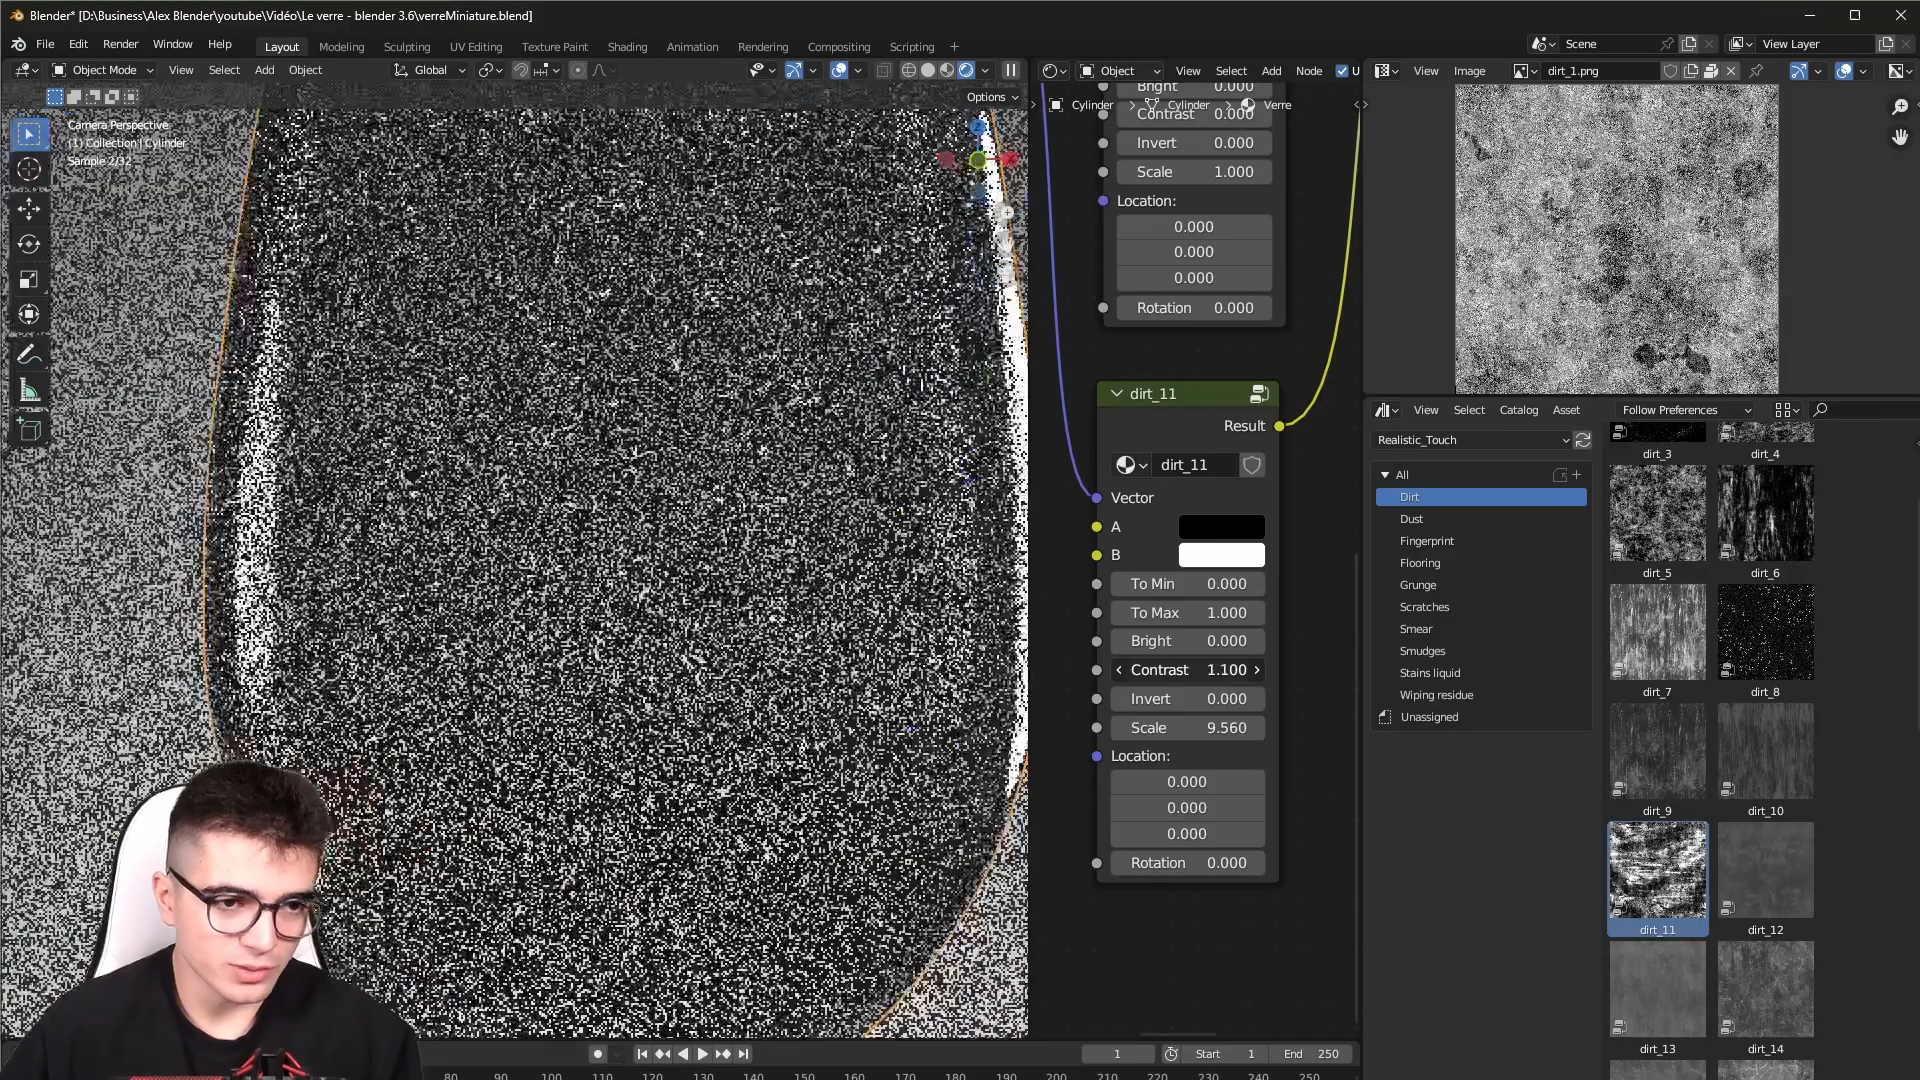 Blender* [D:\Business\Alex Blender\youtube\Vidéo\Le verre - blender 3.6\verreMiniature.blend]
File Edit Render Window Help
Layout Modeling Sculpting UV Editing Texture Paint Shading Animation Rendering Compositing Scripting +
Scene
View Layer
Object Mode View Select Add Object
Global
Options
Camera Perspective
(1) Collection | Cylinder
Sample 2/32
Object View Select Add Node U
Cylinder > Cylinder > Verre
Bright 0.000
Contrast 0.000
Invert 0.000
Scale 1.000
Location:
0.000
0.000
0.000
Rotation 0.000
dirt_11
Result
dirt_11
Vector
A
B
To Min 0.000
To Max 1.000
Bright 0.000
Contrast 1.100
Invert 0.000
Scale 9.560
Location:
0.000
0.000
0.000
Rotation 0.000
View Image
dirt_1.png
View Select Catalog Asset
Follow Preferences
Realistic_Touch
All
Dirt
Dust
Fingerprint
Flooring
Grunge
Scratches
Smear
Smudges
Stains liquid
Wiping residue
Unassigned
dirt_3 dirt_4
dirt_5 dirt_6
dirt_7 dirt_8
dirt_9 dirt_10
dirt_11 dirt_12
dirt_13 dirt_14
1
Start 1
End 250
80 90 100 110 120 130 140 150 160 170 180 190 200 210 220 230 240 250